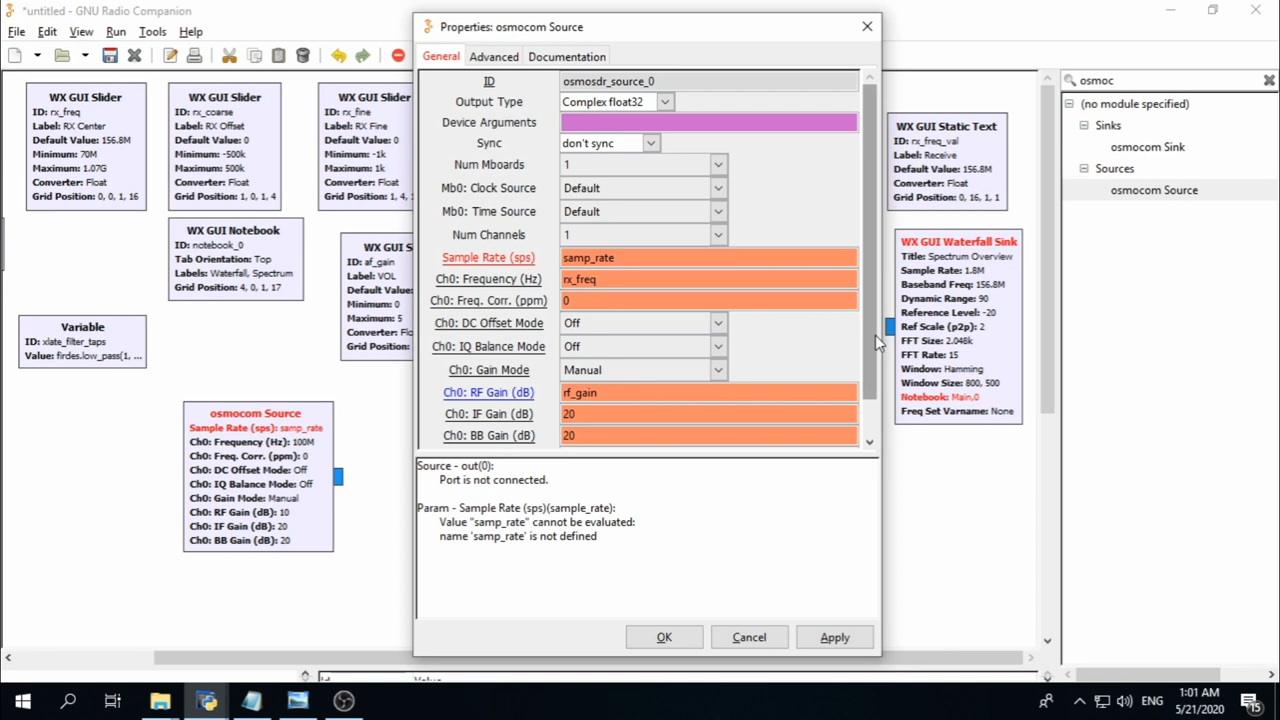 *untitled - GNU Radio Companion
File Edit View Run Tools Help
WX GUI Slider
ID: rx_freq
Label: RX Center
Default Value: 156.8M
Minimum: 70M
Maximum: 1.07G
Converter: Float
Grid Position: 0, 0, 1, 16
WX GUI Slider
ID: rx_coarse
Label: RX Offset
Default Value: 0
Minimum: -500k
Maximum: 500k
Converter: Float
Grid Position: 1, 0, 1, 4
WX GUI Slider
ID: rx_fine
Label: RX Fine
Default Value: 0
Minimum: -1k
Maximum: 1k
Converter: Float
Grid Position: 1, 4, 1
WX GUI Notebook
ID: notebook_0
Tab Orientation: Top
Labels: Waterfall, Spectrum
Grid Position: 4, 0, 1, 17
WX GUI S
ID: af_gain
Label: VOL
Default Value:
Minimum: 0
Maximum: 5
Converter: Flo
Grid Position:
Variable
ID: xlate_filter_taps
Value: firdes.low_pass(1, ...
osmocom Source
Sample Rate (sps): samp_rate
Ch0: Frequency (Hz): 100M
Ch0: Freq. Corr. (ppm): 0
Ch0: DC Offset Mode: Off
Ch0: IQ Balance Mode: Off
Ch0: Gain Mode: Manual
Ch0: RF Gain (dB): 10
Ch0: IF Gain (dB): 20
Ch0: BB Gain (dB): 20
Properties: osmocom Source
General Advanced Documentation
ID osmosdr_source_0
Output Type Complex float32
Device Arguments
Sync don't sync
Num Mboards 1
Mb0: Clock Source Default
Mb0: Time Source Default
Num Channels 1
Sample Rate (sps) samp_rate
Ch0: Frequency (Hz) rx_freq
Ch0: Freq. Corr. (ppm) 0
Ch0: DC Offset Mode Off
Ch0: IQ Balance Mode Off
Ch0: Gain Mode Manual
Ch0: RF Gain (dB) rf_gain
Ch0: IF Gain (dB) 20
Ch0: BB Gain (dB) 20
Source - out(0):
Port is not connected.
Param - Sample Rate (sps)(sample_rate):
Value "samp_rate" cannot be evaluated:
name 'samp_rate' is not defined
OK Cancel Apply
WX GUI Static Text
ID: rx_freq_val
Label: Receive
Default Value: 156.8M
Converter: Float
Grid Position: 0, 16, 1, 1
WX GUI Waterfall Sink
Title: Spectrum Overview
Sample Rate: 1.8M
Baseband Freq: 156.8M
Dynamic Range: 90
Reference Level: -20
Ref Scale (p2p): 2
FFT Size: 2.048k
FFT Rate: 15
Window: Hamming
Window Size: 800, 500
Notebook: Main,0
Freq Set Varname: None
osmoc
(no module specified)
Sinks
osmocom Sink
Sources
osmocom Source
Id Value
ENG
1:01 AM
5/21/2020
15